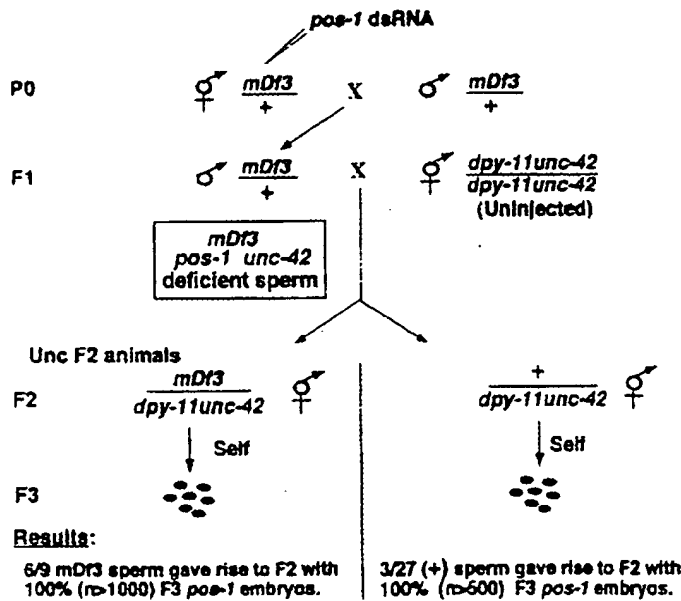 pos-1 dsRNA
P0
mDf3
+
X
mDf3
+
F1
mDf3
+
X
dpy-11unc-42
dpy-11unc-42
(Uninjected)
mDf3
pos-1 unc-42
deficient sperm
Unc F2 animals
F2
mDf3
dpy-11unc-42
+
dpy-11unc-42
Self
Self
F3
Results:
6/9 mDf3 sperm gave rise to F2 with
100% (n>1000) F3 pos-1 embryos.
3/27 (+) sperm gave rise to F2 with
100% (n>500) F3 pos-1 embryos.